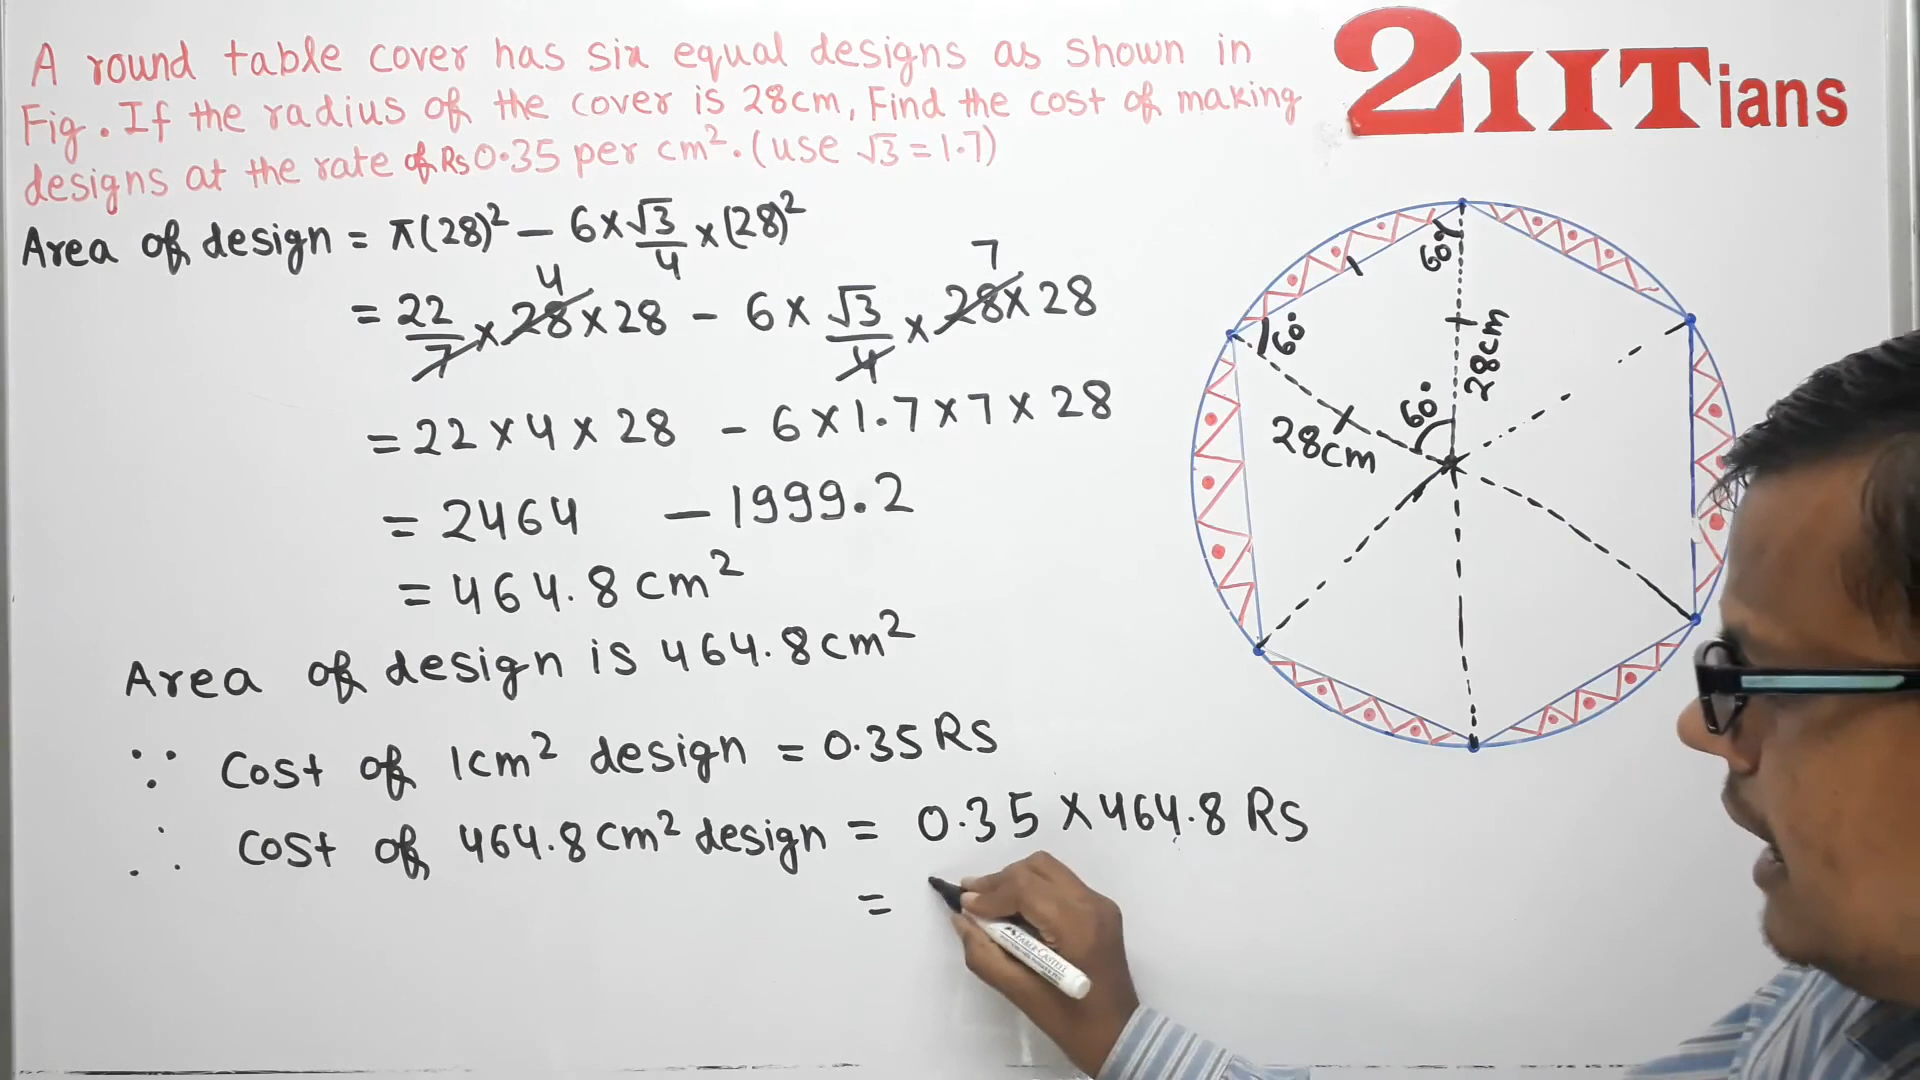 A round table cover has six equal designs as shown in
Fig. If the radius of the cover is 28cm, Find the cost of making
designs at the rate of Rs 0.35 per cm². (use √3 = 1.7)
2IITians
Area of design = π(28)² - 6 × √3/4 × (28)²
4 7
= 22/7 × 28 × 28 - 6 × √3/4 × 28 × 28
= 22 × 4 × 28 - 6 × 1.7 × 7 × 28
= 2464 - 1999.2
= 464.8 cm²
Area of design is 464.8 cm²
∵ Cost of 1cm² design = 0.35 Rs
∴ Cost of 464.8 cm² design = 0.35 × 464.8 Rs
=
60°
60°
28cm
60°
28cm
FABER-CASTELL